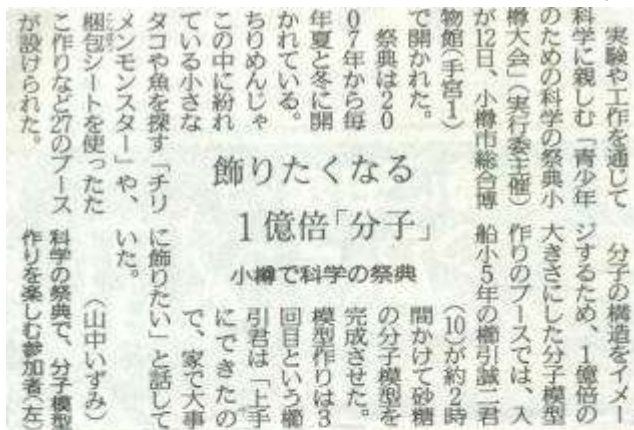 飾りたくなる
1億倍「分子」
小樽で科学の祭典
実験や工作を通じて
科学に親しむ「青少年
のための科学の祭典小
樽大会」(実行委主催)
が12日、小樽市総合博
物館(手宮1)
で開かれた。
祭典は20
07年から毎
年夏と冬に開
かれている。
ちりめんじゃ
この中に紛れ
ている小さな
タコや魚を探す「チリ
メンモンスター」や、
梱包シートを使ったた
こ作りなど27のブース
が設けられた。
分子の構造をイメー
ジするため、1億倍の
大きさにした分子模型
作りのブースでは、入
船小5年の櫛引誠二君
(10)が約2時
間かけて砂糖
の分子模型を
完成させた。
模型作りは3
回目という櫛
引君は「上手
にできたの
で、家で大事
に飾りたい」と話して
いた。
(山中いずみ)
科学の祭典で、分子模型
作りを楽しむ参加者(左)